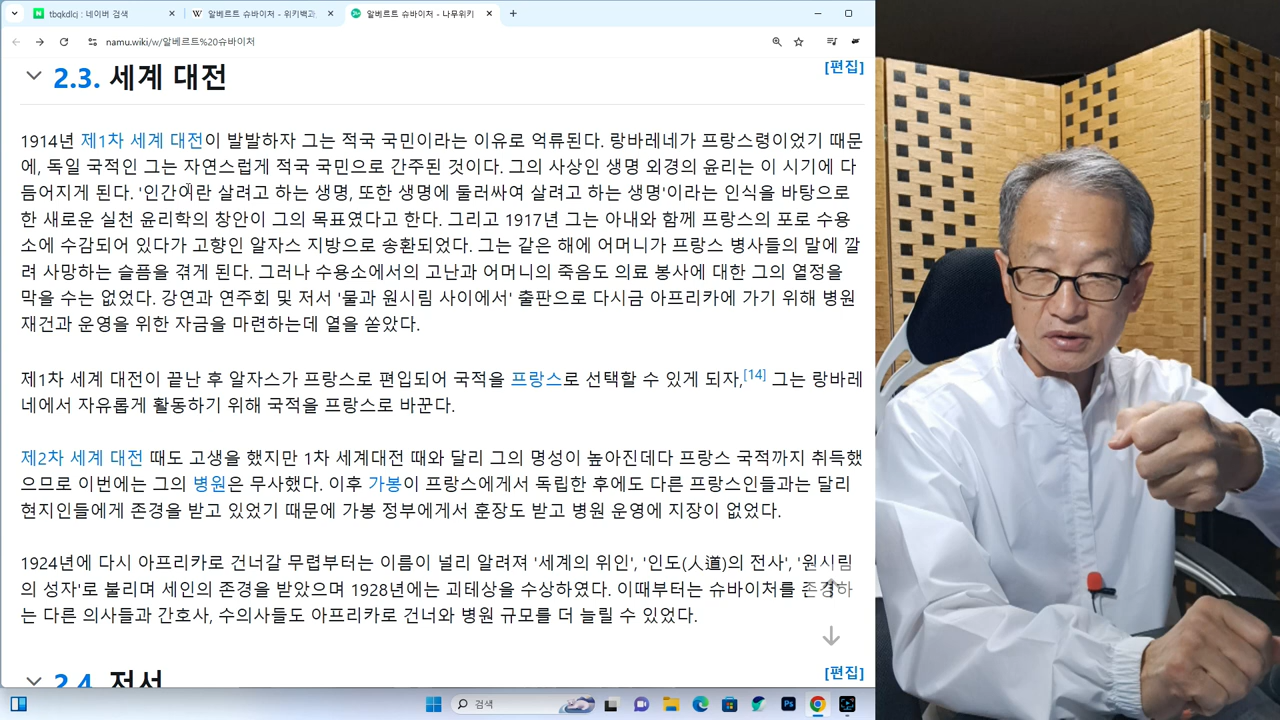 tbqkdlcj : 네이버 검색
알베르트 슈바이처 - 위키백과
알베르트 슈바이처 - 나무위키
namu.wiki/w/알베르트%20슈바이처
2.3. 세계 대전
[편집]
1914년 제1차 세계 대전이 발발하자 그는 적국 국민이라는 이유로 억류된다. 랑바레네가 프랑스령이었기 때문
에, 독일 국적인 그는 자연스럽게 적국 국민으로 간주된 것이다. 그의 사상인 생명 외경의 윤리는 이 시기에 다
듬어지게 된다. '인간이란 살려고 하는 생명, 또한 생명에 둘러싸여 살려고 하는 생명'이라는 인식을 바탕으로
한 새로운 실천 윤리학의 창안이 그의 목표였다고 한다. 그리고 1917년 그는 아내와 함께 프랑스의 포로 수용
소에 수감되어 있다가 고향인 알자스 지방으로 송환되었다. 그는 같은 해에 어머니가 프랑스 병사들의 말에 깔
려 사망하는 슬픔을 겪게 된다. 그러나 수용소에서의 고난과 어머니의 죽음도 의료 봉사에 대한 그의 열정을
막을 수는 없었다. 강연과 연주회 및 저서 '물과 원시림 사이에서' 출판으로 다시금 아프리카에 가기 위해 병원
재건과 운영을 위한 자금을 마련하는데 열을 쏟았다.
제1차 세계 대전이 끝난 후 알자스가 프랑스로 편입되어 국적을 프랑스로 선택할 수 있게 되자,[14] 그는 랑바레
네에서 자유롭게 활동하기 위해 국적을 프랑스로 바꾼다.
제2차 세계 대전 때도 고생을 했지만 1차 세계대전 때와 달리 그의 명성이 높아진데다 프랑스 국적까지 취득했
으므로 이번에는 그의 병원은 무사했다. 이후 가봉이 프랑스에게서 독립한 후에도 다른 프랑스인들과는 달리
현지인들에게 존경을 받고 있었기 때문에 가봉 정부에게서 훈장도 받고 병원 운영에 지장이 없었다.
1924년에 다시 아프리카로 건너갈 무렵부터는 이름이 널리 알려져 '세계의 위인', '인도(人道)의 전사', '원시림
의 성자'로 불리며 세인의 존경을 받았으며 1928년에는 괴테상을 수상하였다. 이때부터는 슈바이처를 존경하
는 다른 의사들과 간호사, 수의사들도 아프리카로 건너와 병원 규모를 더 늘릴 수 있었다.
2.4. 전선
[편집]
검색